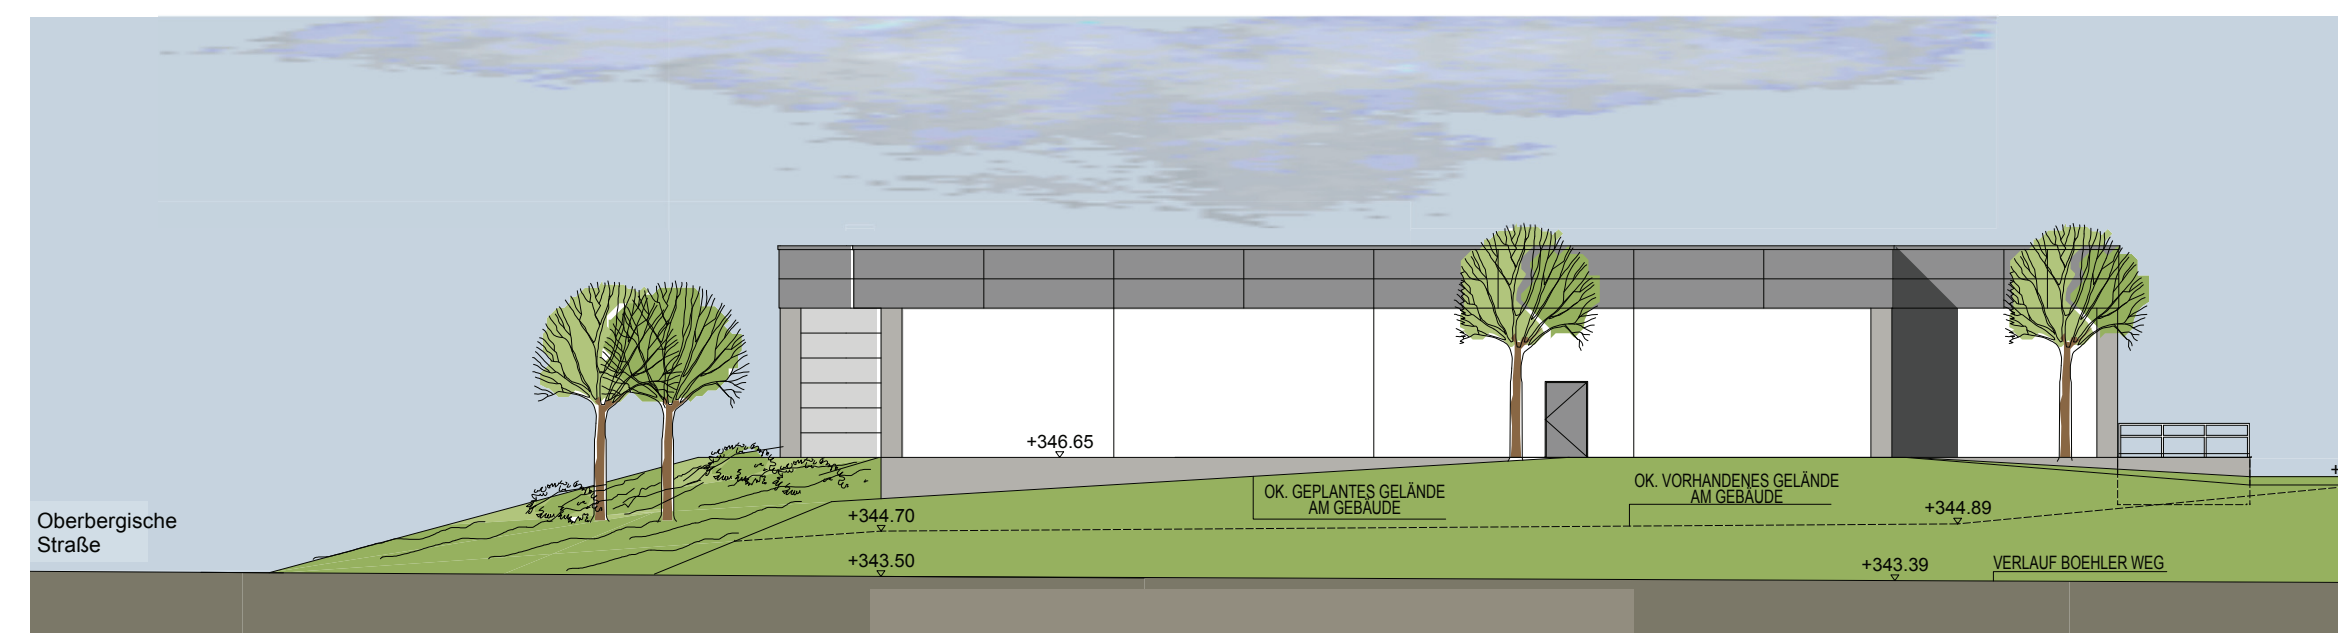 +346.65
OK. GEPLANTES GELÄNDE
AM GEBÄUDE
OK. VORHANDENES GELÄNDE
AM GEBÄUDE
+344.70
+344.89
Oberbergische
Straße
+343.50
+343.39
VERLAUF BOEHLER WEG